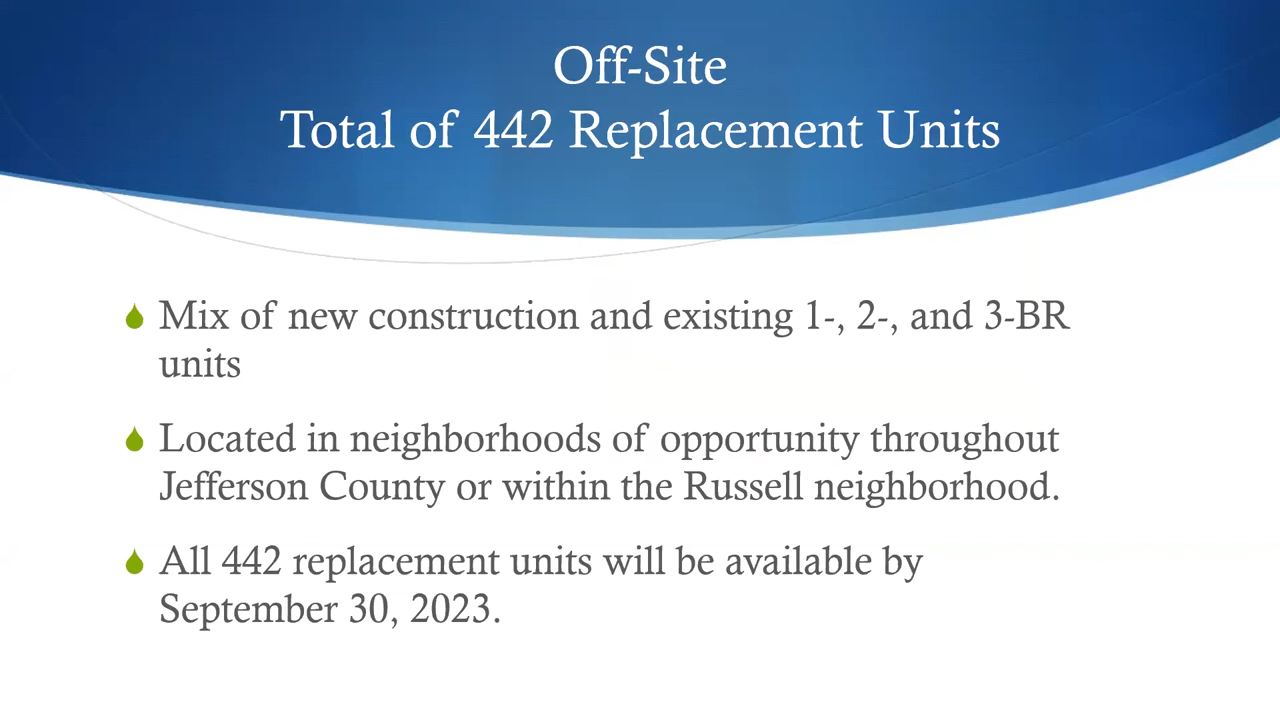 Off-Site
Total of 442 Replacement Units
Mix of new construction and existing 1-, 2-, and 3-BR
units
Located in neighborhoods of opportunity throughout
Jefferson County or within the Russell neighborhood.
All 442 replacement units will be available by
September 30, 2023.